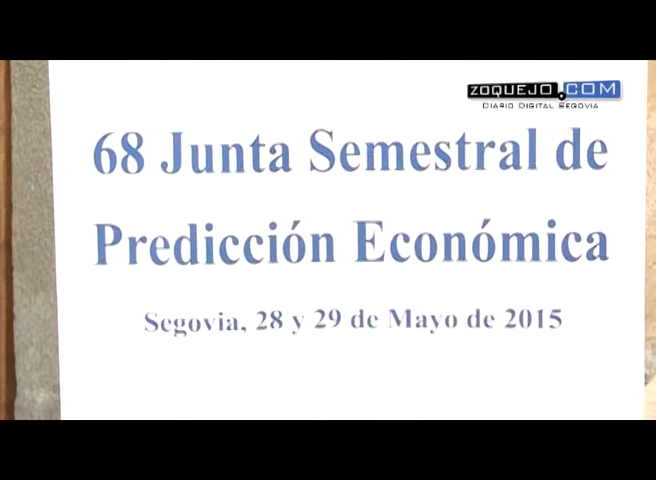 ZOQUEJO.COM
DIARIO DIGITAL SEGOVIA
68 Junta Semestral de
Predicción Económica
Segovia, 28 y 29 de Mayo de 2015